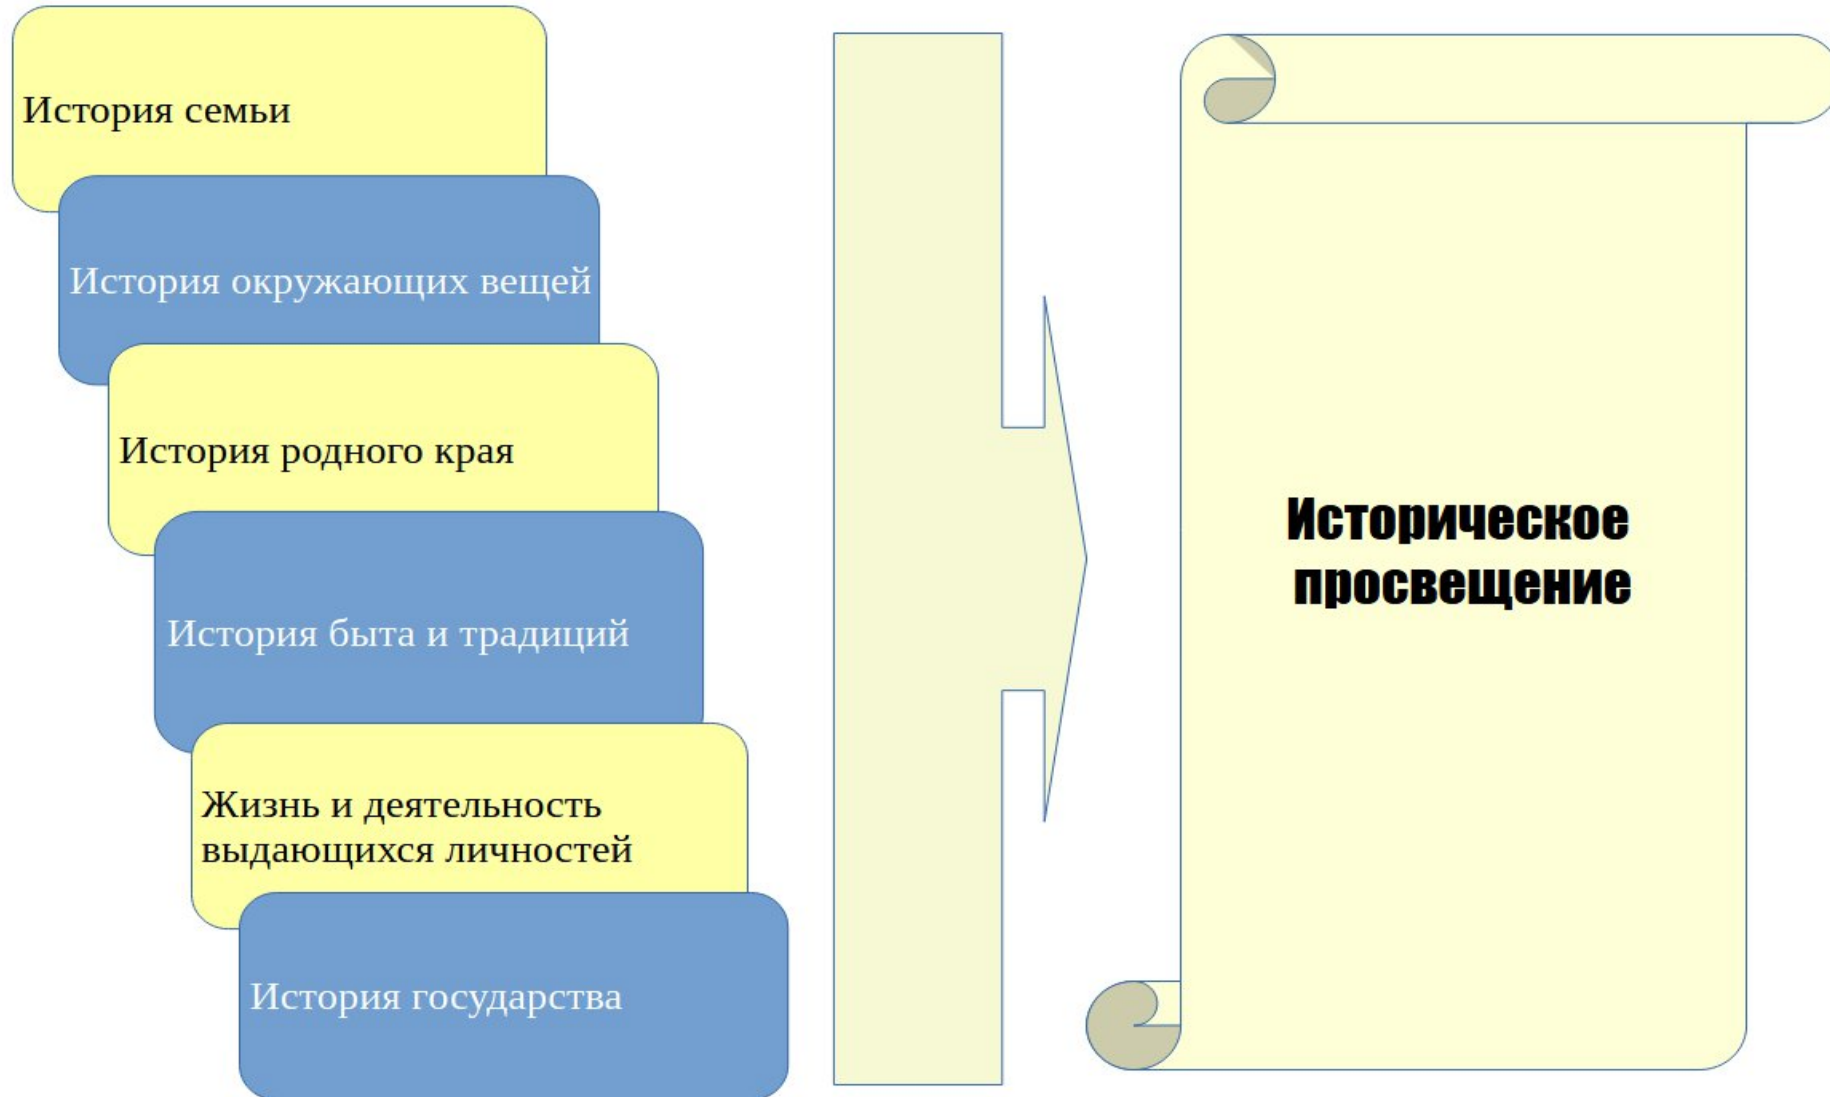 История семьи
История окружающих вещей
История родного края
История быта и традиций
Жизнь и деятельность
выдающихся личностей
История государства
Историческое
просвещение